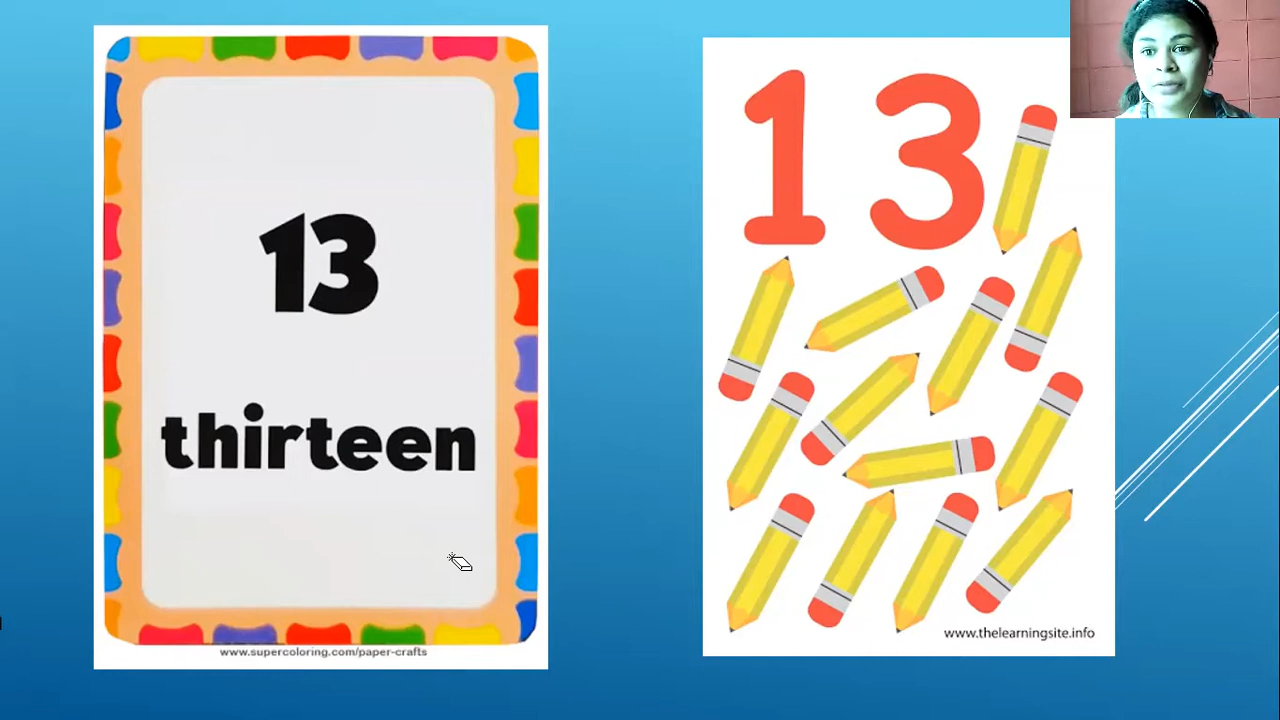 13
thirteen
www.supercoloring.com/paper-crafts
13
www.thelearningsite.info